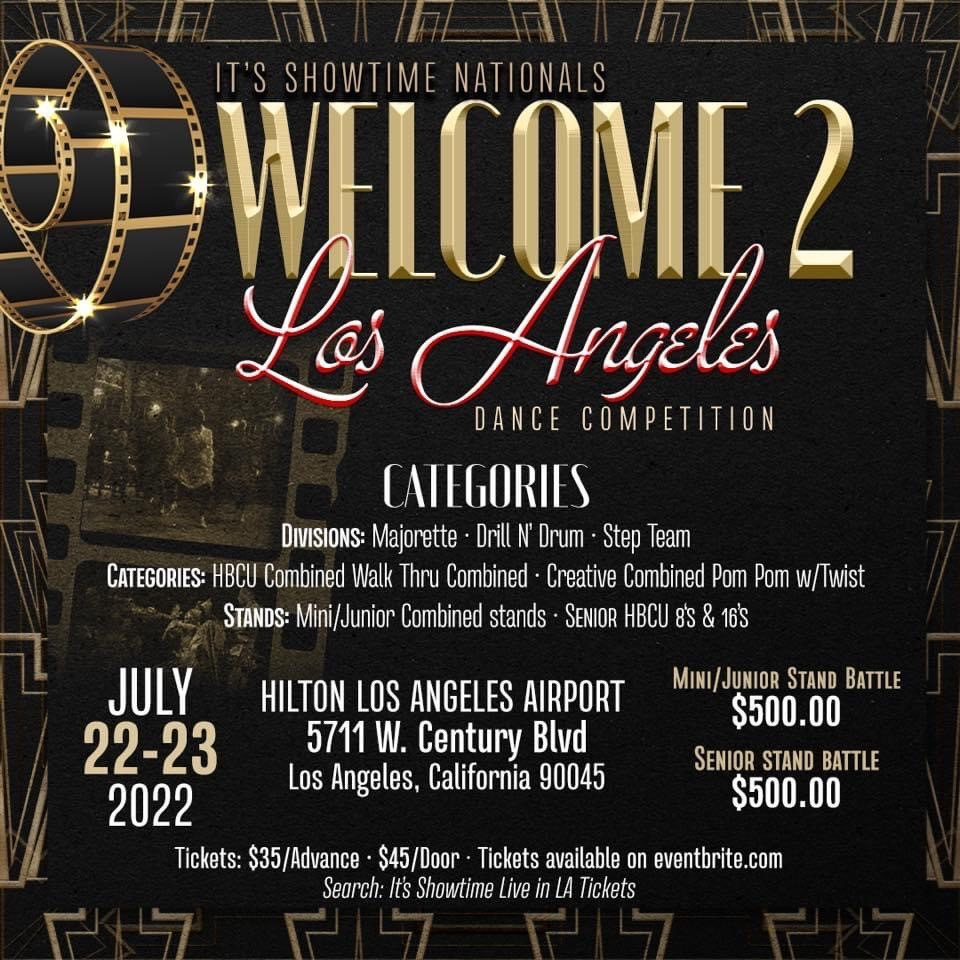 IT'S SHOWTIME NATIONALS
WELCOME 2
Los Angeles
DANCE COMPETITION
CATEGORIES
DIVISIONS: Majorette · Drill N' Drum · Step Team
CATEGORIES: HBCU Combined Walk Thru Combined · Creative Combined Pom Pom w/Twist
STANDS: Mini/Junior Combined stands · SENIOR HBCU 8'S & 16'S
JULY
22-23
2022
HILTON LOS ANGELES AIRPORT
5711 W. Century Blvd
Los Angeles, California 90045
MINI/JUNIOR STAND BATTLE
$500.00
SENIOR STAND BATTLE
$500.00
Tickets: $35/Advance · $45/Door · Tickets available on eventbrite.com
Search: It's Showtime Live in LA Tickets